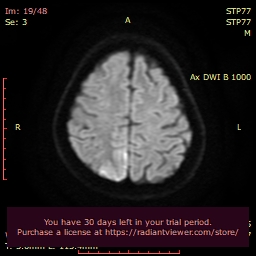 Im: 19/48
Se: 3
STP77
STP77
M
A
Ax DWI B 1000
R
L
You have 30 days left in your trial period.
Purchase a license at https://radiantviewer.com/store/